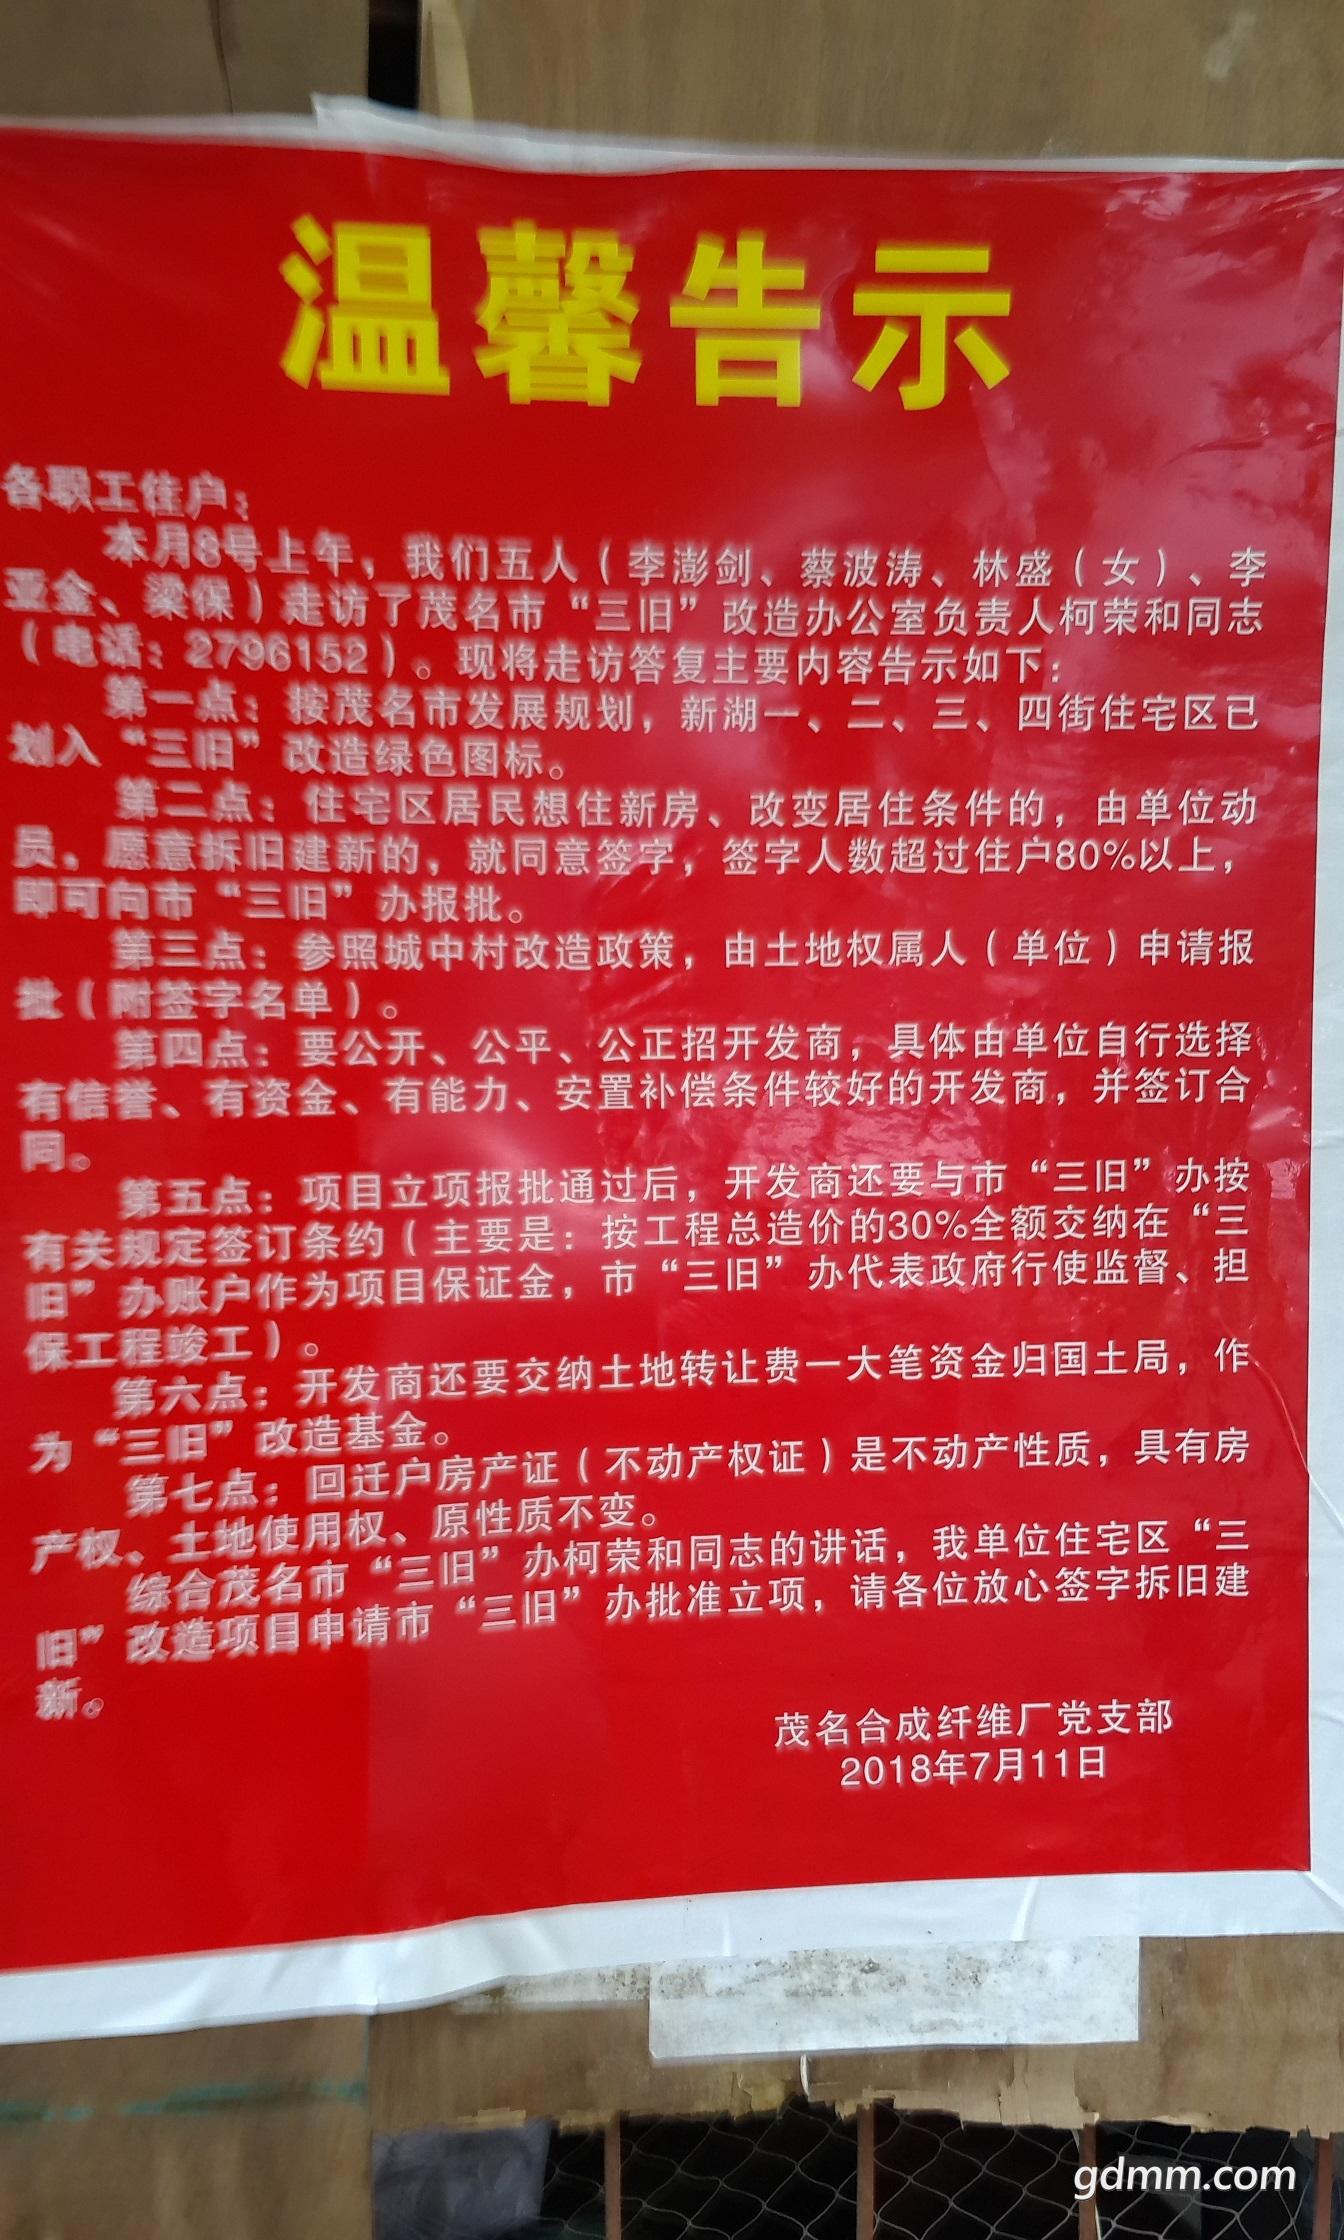 温馨告示
各职工住户：
本月8号上午，我们五人（李澎剑、蔡波涛、林盛（女）、李
亚金、梁保）走访了茂名市“三旧”改造办公室负责人柯荣和同志
（电话：2796152）。现将走访答复主要内容告示如下：
第一点：按茂名市发展规划，新湖一、二、三、四街住宅区已
划入“三旧”改造绿色图标。
第二点：住宅区居民想住新房、改变居住条件的，由单位动
员，愿意拆旧建新的，就同意签字，签字人数超过住户80%以上，
即可向市“三旧”办报批。
第三点：参照城中村改造政策，由土地权属人（单位）申请报
批（附签字名单）。
第四点：要公开、公平、公正招开发商，具体由单位自行选择
有信誉、有资金、有能力、安置补偿条件较好的开发商，并签订合
同。
第五点：项目立项报批通过后，开发商还要与市“三旧”办按
有关规定签订条约（主要是：按工程总造价的30%全额交纳在“三
旧”办账户作为项目保证金，市“三旧”办代表政府行使监督、担
保工程竣工）。
第六点：开发商还要交纳土地转让费一大笔资金归国土局，作
为“三旧”改造基金。
第七点：回迁户房产证（不动产权证）是不动产性质，具有房
产权、土地使用权、原性质不变。
综合茂名市“三旧”办柯荣和同志的讲话，我单位住宅区“三
旧”改造项目申请市“三旧”办批准立项，请各位放心签字拆旧建
新。
茂名合成纤维厂党支部
2018年7月11日
gdmm.com